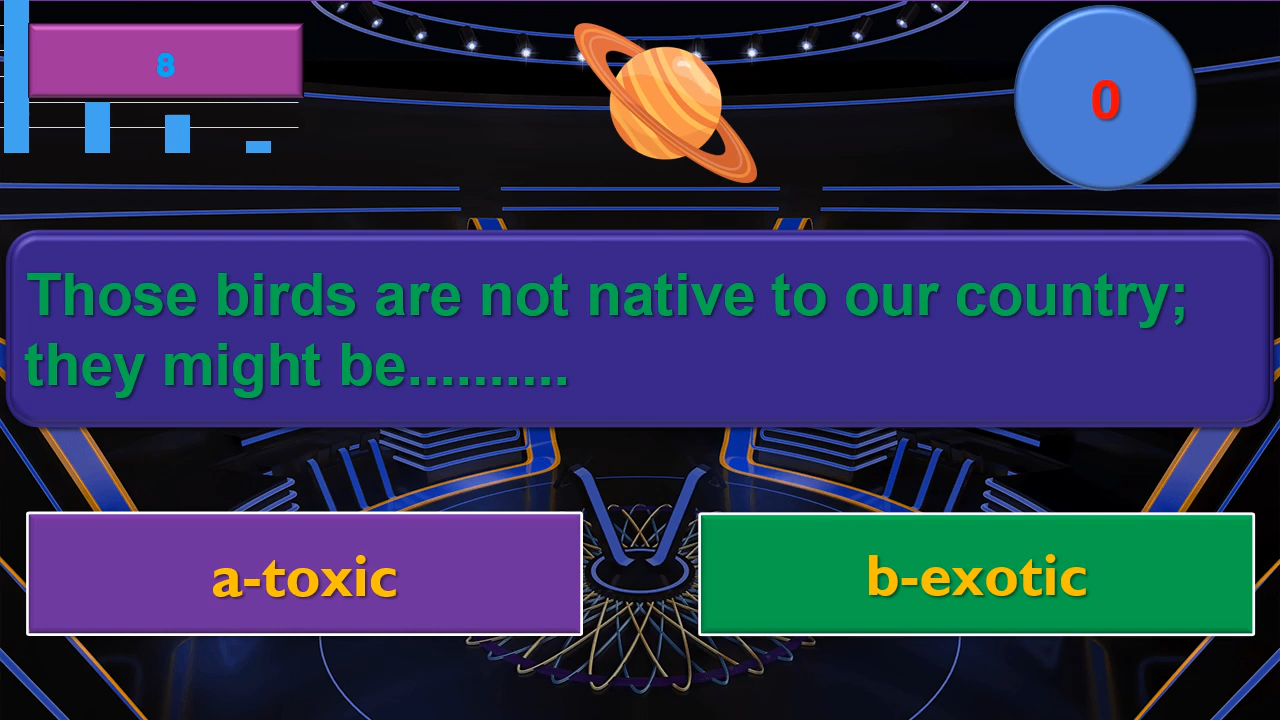 8
0
Those birds are not native to our country;
they might be..........
a-toxic
b-exotic